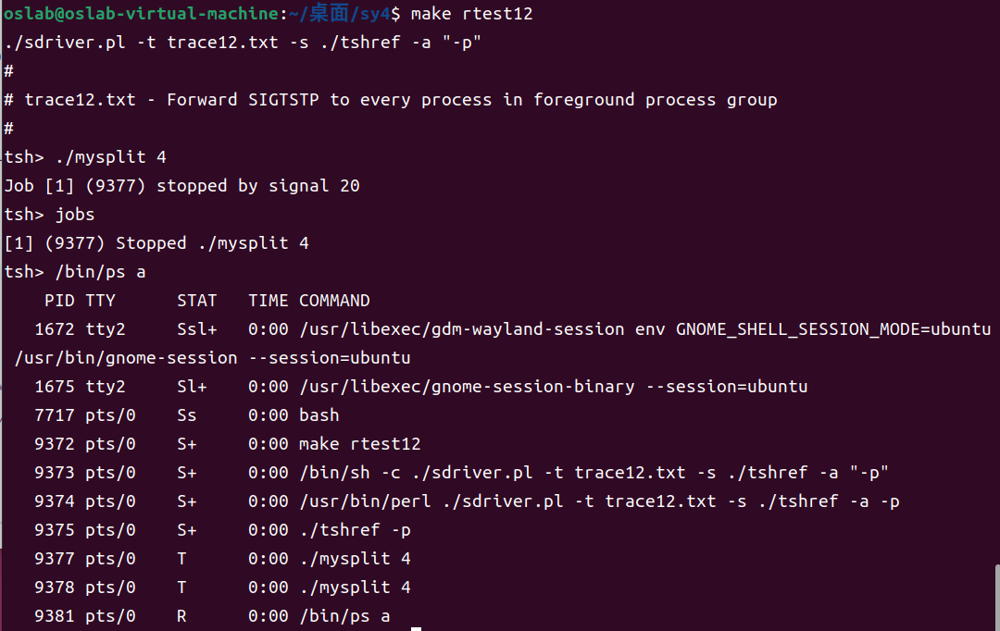 oslab@oslab-virtual-machine:~/桌面/sy4$ make rtest12
./sdriver.pl -t trace12.txt -s ./tshref -a "-p"
#
# trace12.txt - Forward SIGTSTP to every process in foreground process group
#
tsh> ./mysplit 4
Job [1] (9377) stopped by signal 20
tsh> jobs
[1] (9377) Stopped ./mysplit 4
tsh> /bin/ps a
    PID TTY      STAT   TIME COMMAND
   1672 tty2     Ssl+   0:00 /usr/libexec/gdm-wayland-session env GNOME_SHELL_SESSION_MODE=ubuntu
 /usr/bin/gnome-session --session=ubuntu
   1675 tty2     Sl+    0:00 /usr/libexec/gnome-session-binary --session=ubuntu
   7717 pts/0    Ss     0:00 bash
   9372 pts/0    S+     0:00 make rtest12
   9373 pts/0    S+     0:00 /bin/sh -c ./sdriver.pl -t trace12.txt -s ./tshref -a "-p"
   9374 pts/0    S+     0:00 /usr/bin/perl ./sdriver.pl -t trace12.txt -s ./tshref -a -p
   9375 pts/0    S+     0:00 ./tshref -p
   9377 pts/0    T      0:00 ./mysplit 4
   9378 pts/0    T      0:00 ./mysplit 4
   9381 pts/0    R      0:00 /bin/ps a